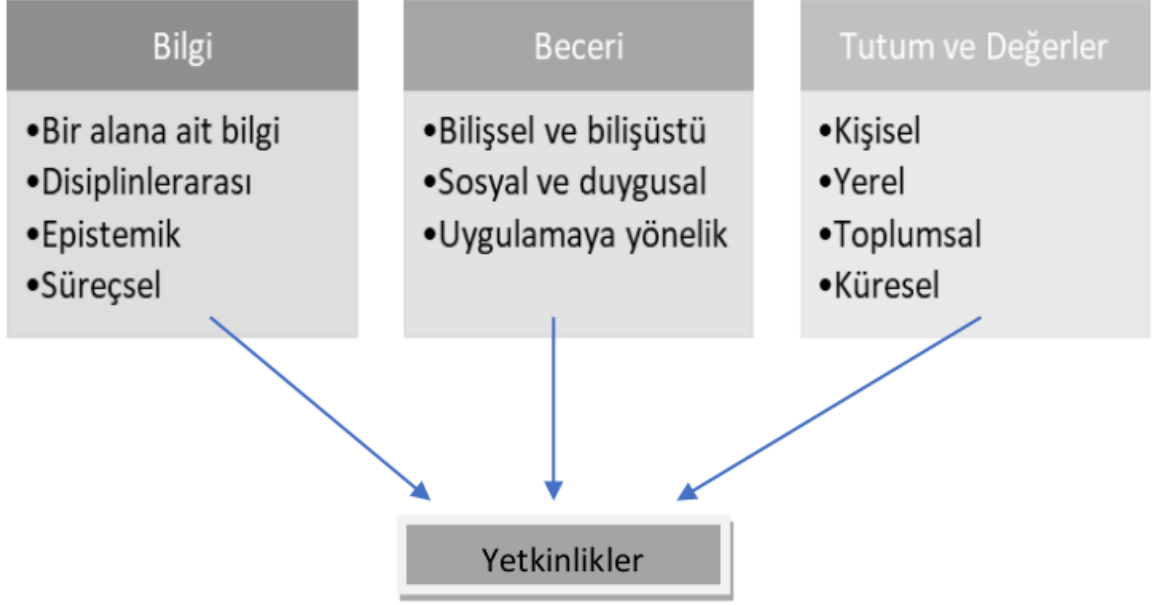 Bilgi
•Bir alana ait bilgi
•Disiplinlerarası
•Epistemik
•Süreçsel
Beceri
•Bilişsel ve bilişüstü
•Sosyal ve duygusal
•Uygulamaya yönelik
Tutum ve Değerler
•Kişisel
•Yerel
•Toplumsal
•Küresel
Yetkinlikler